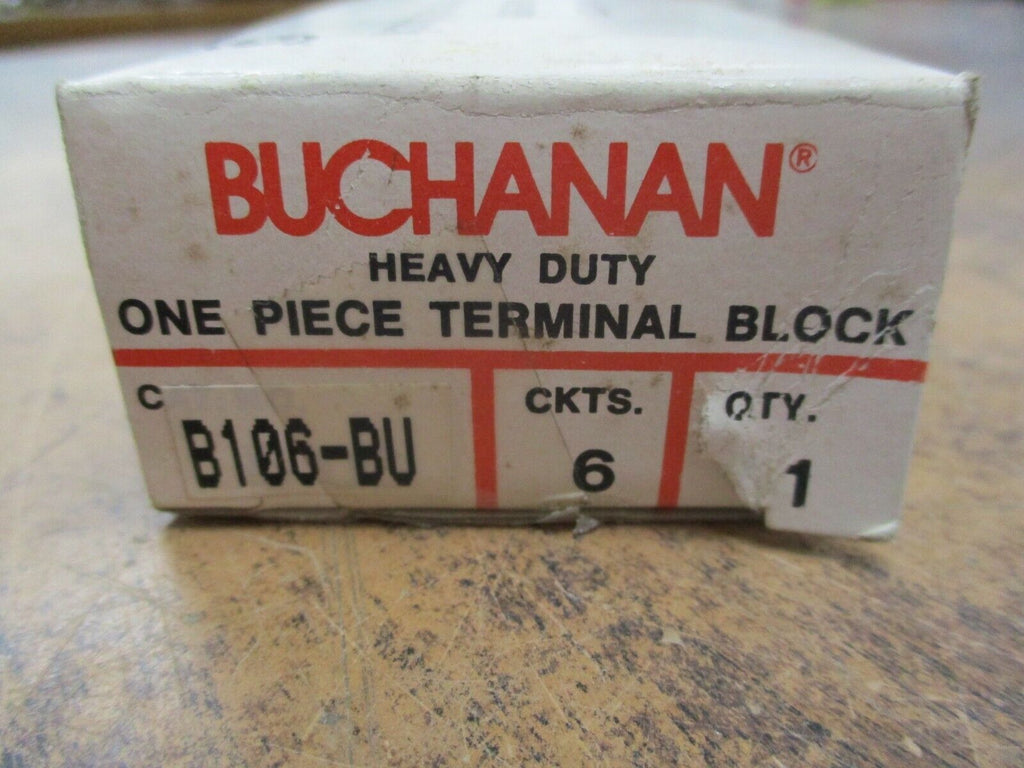 BUCHANAN®
HEAVY DUTY
ONE PIECE TERMINAL BLOCK
C
B106-BU
CKTS.
6
QTY.
1